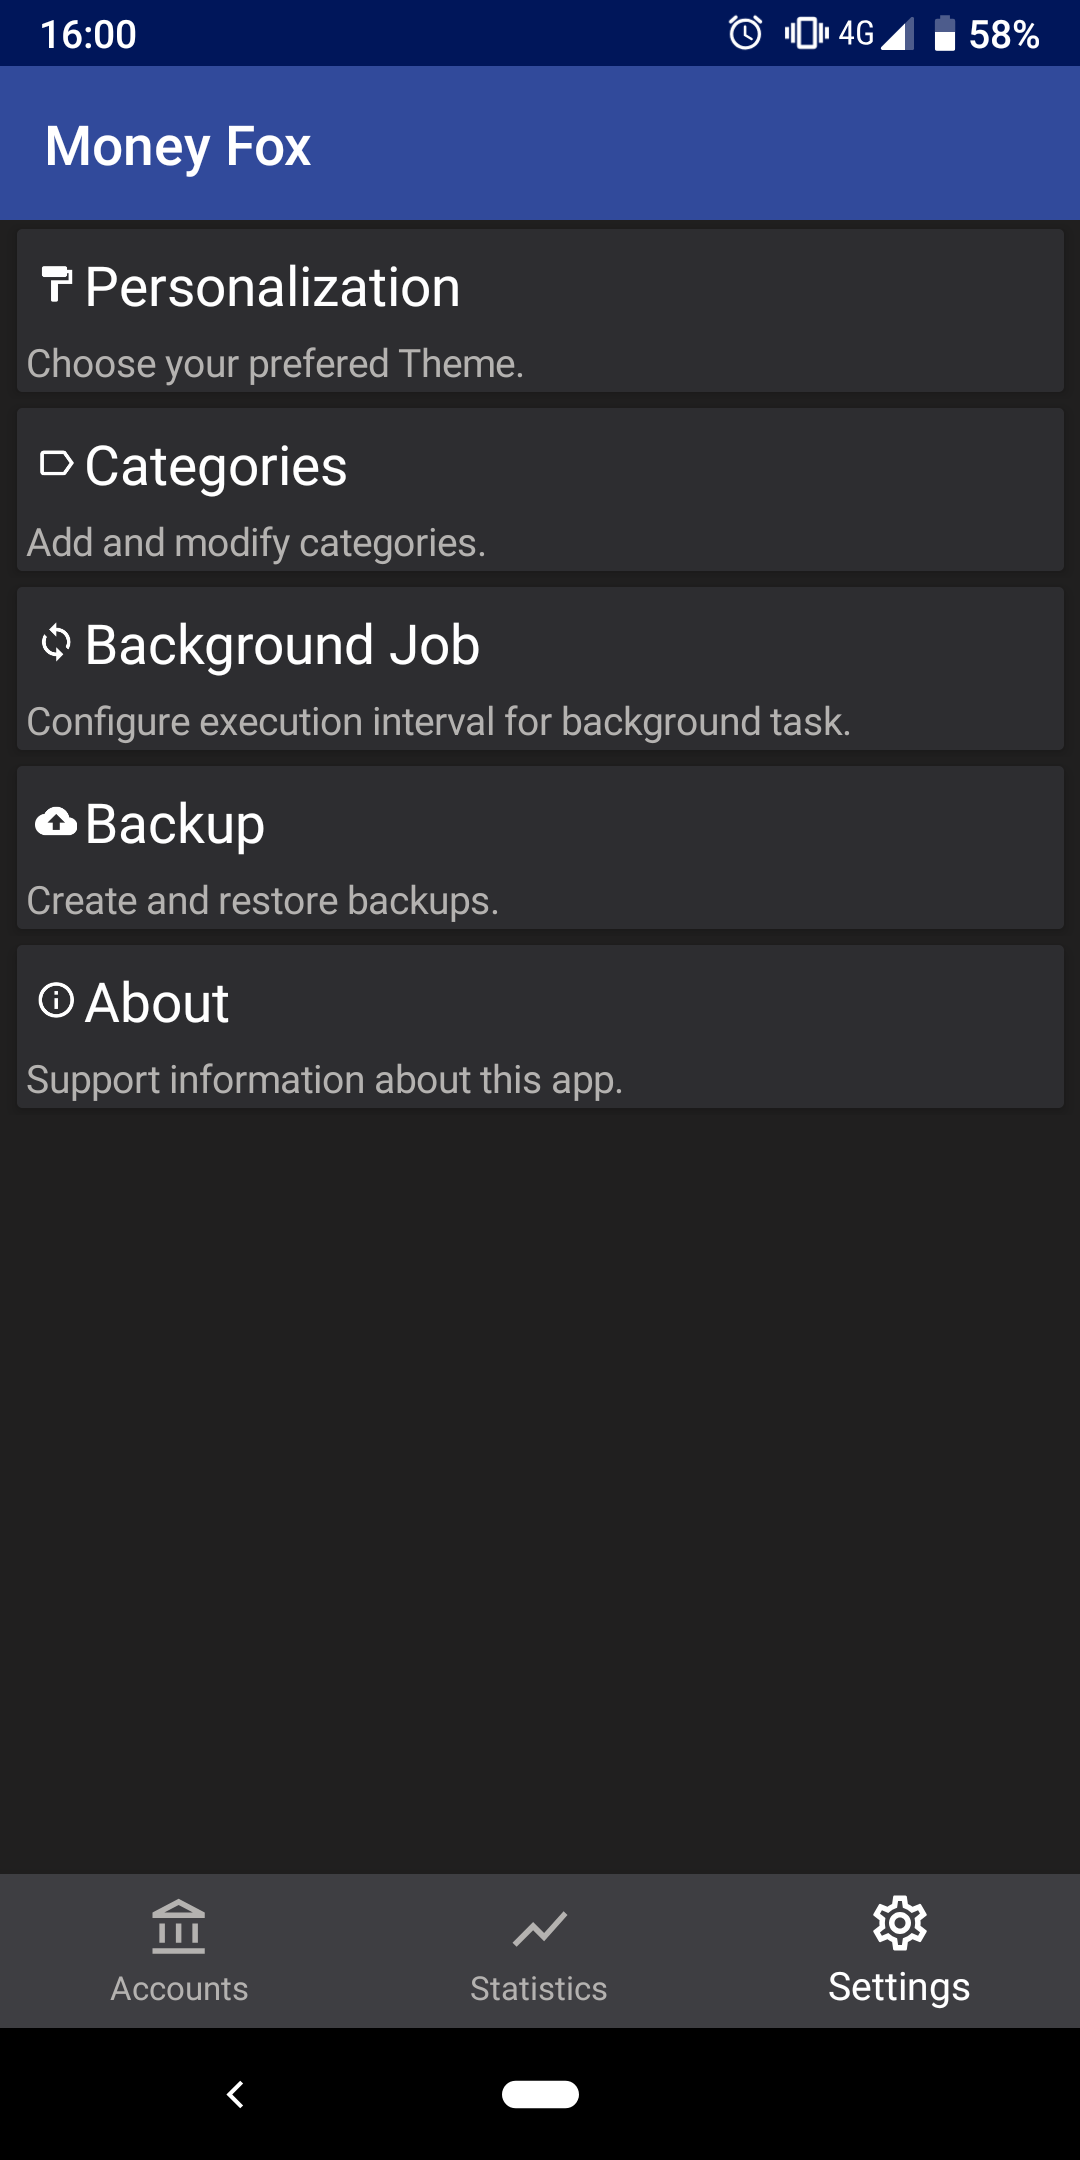 16:00
4G 58%
Money Fox
Personalization
Choose your prefered Theme.
Categories
Add and modify categories.
Background Job
Configure execution interval for background task.
Backup
Create and restore backups.
About
Support information about this app.
Accounts
Statistics
Settings